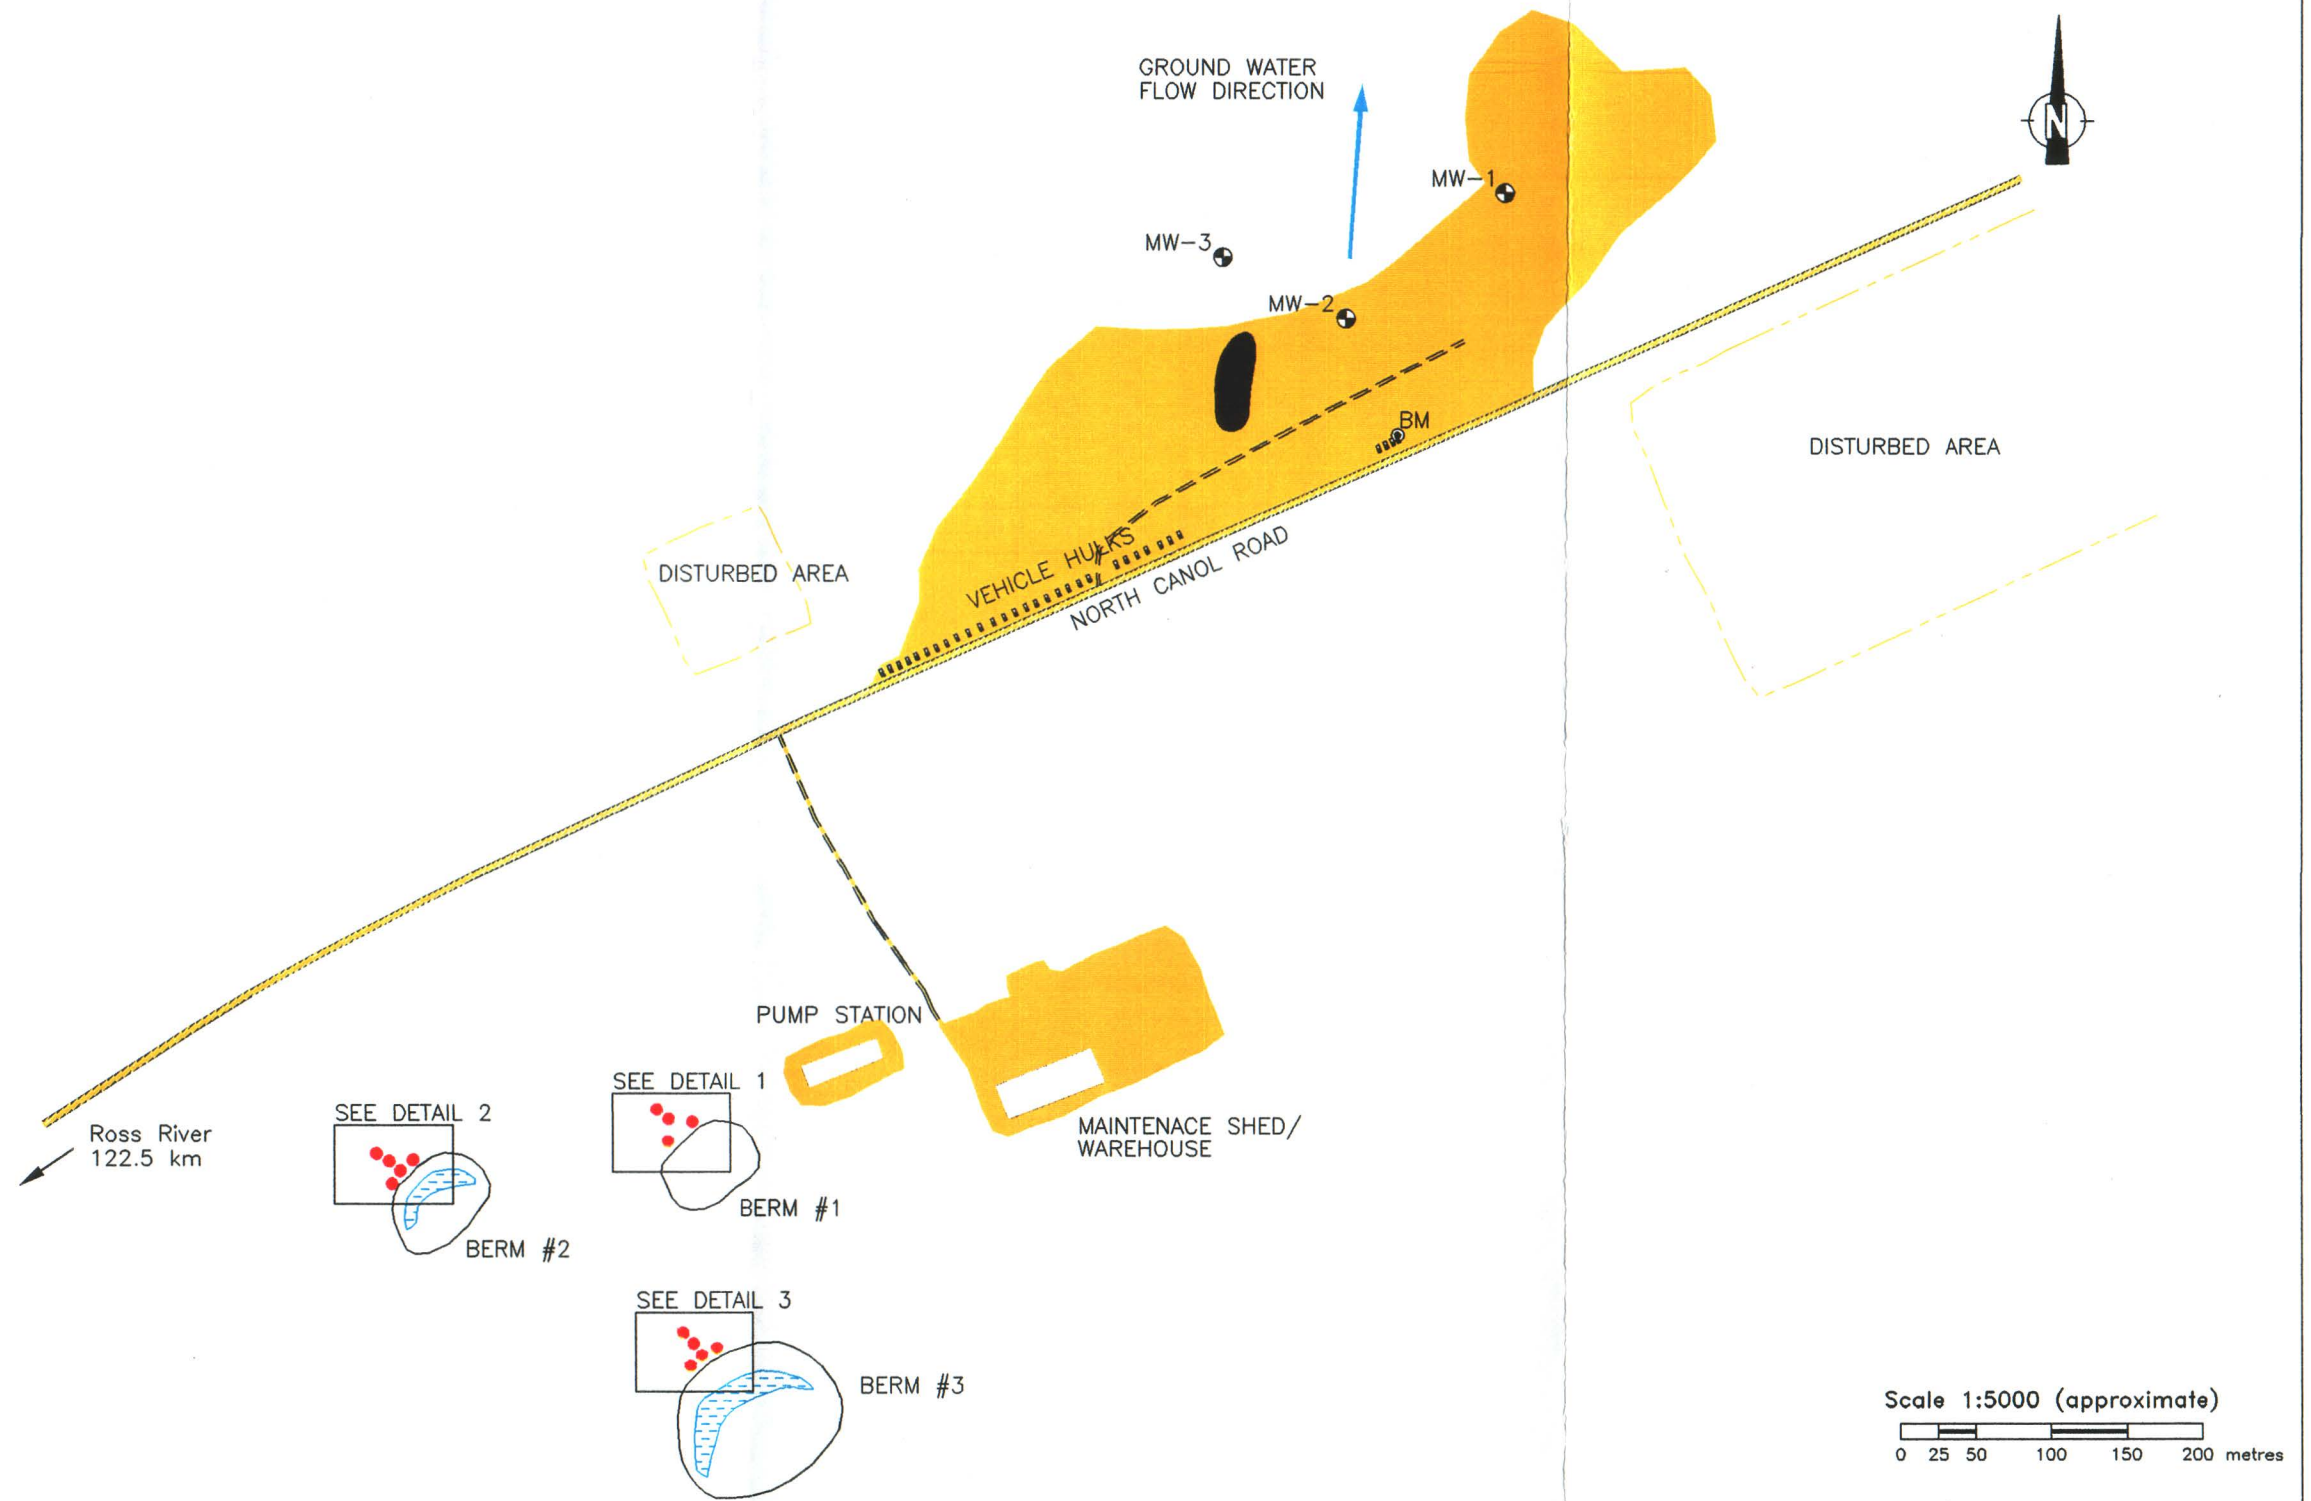 GROUND WATER
FLOW DIRECTION
N
MW-1
MW-3
MW-2
BM
DISTURBED AREA
VEHICLE HULKS
NORTH CANOL ROAD
DISTURBED AREA
PUMP STATION
SEE DETAIL 1
SEE DETAIL 2
MAINTENACE SHED/
WAREHOUSE
Ross River
122.5 km
BERM #1
BERM #2
SEE DETAIL 3
BERM #3
Scale 1:5000 (approximate)
0 25 50 100 150 200 metres